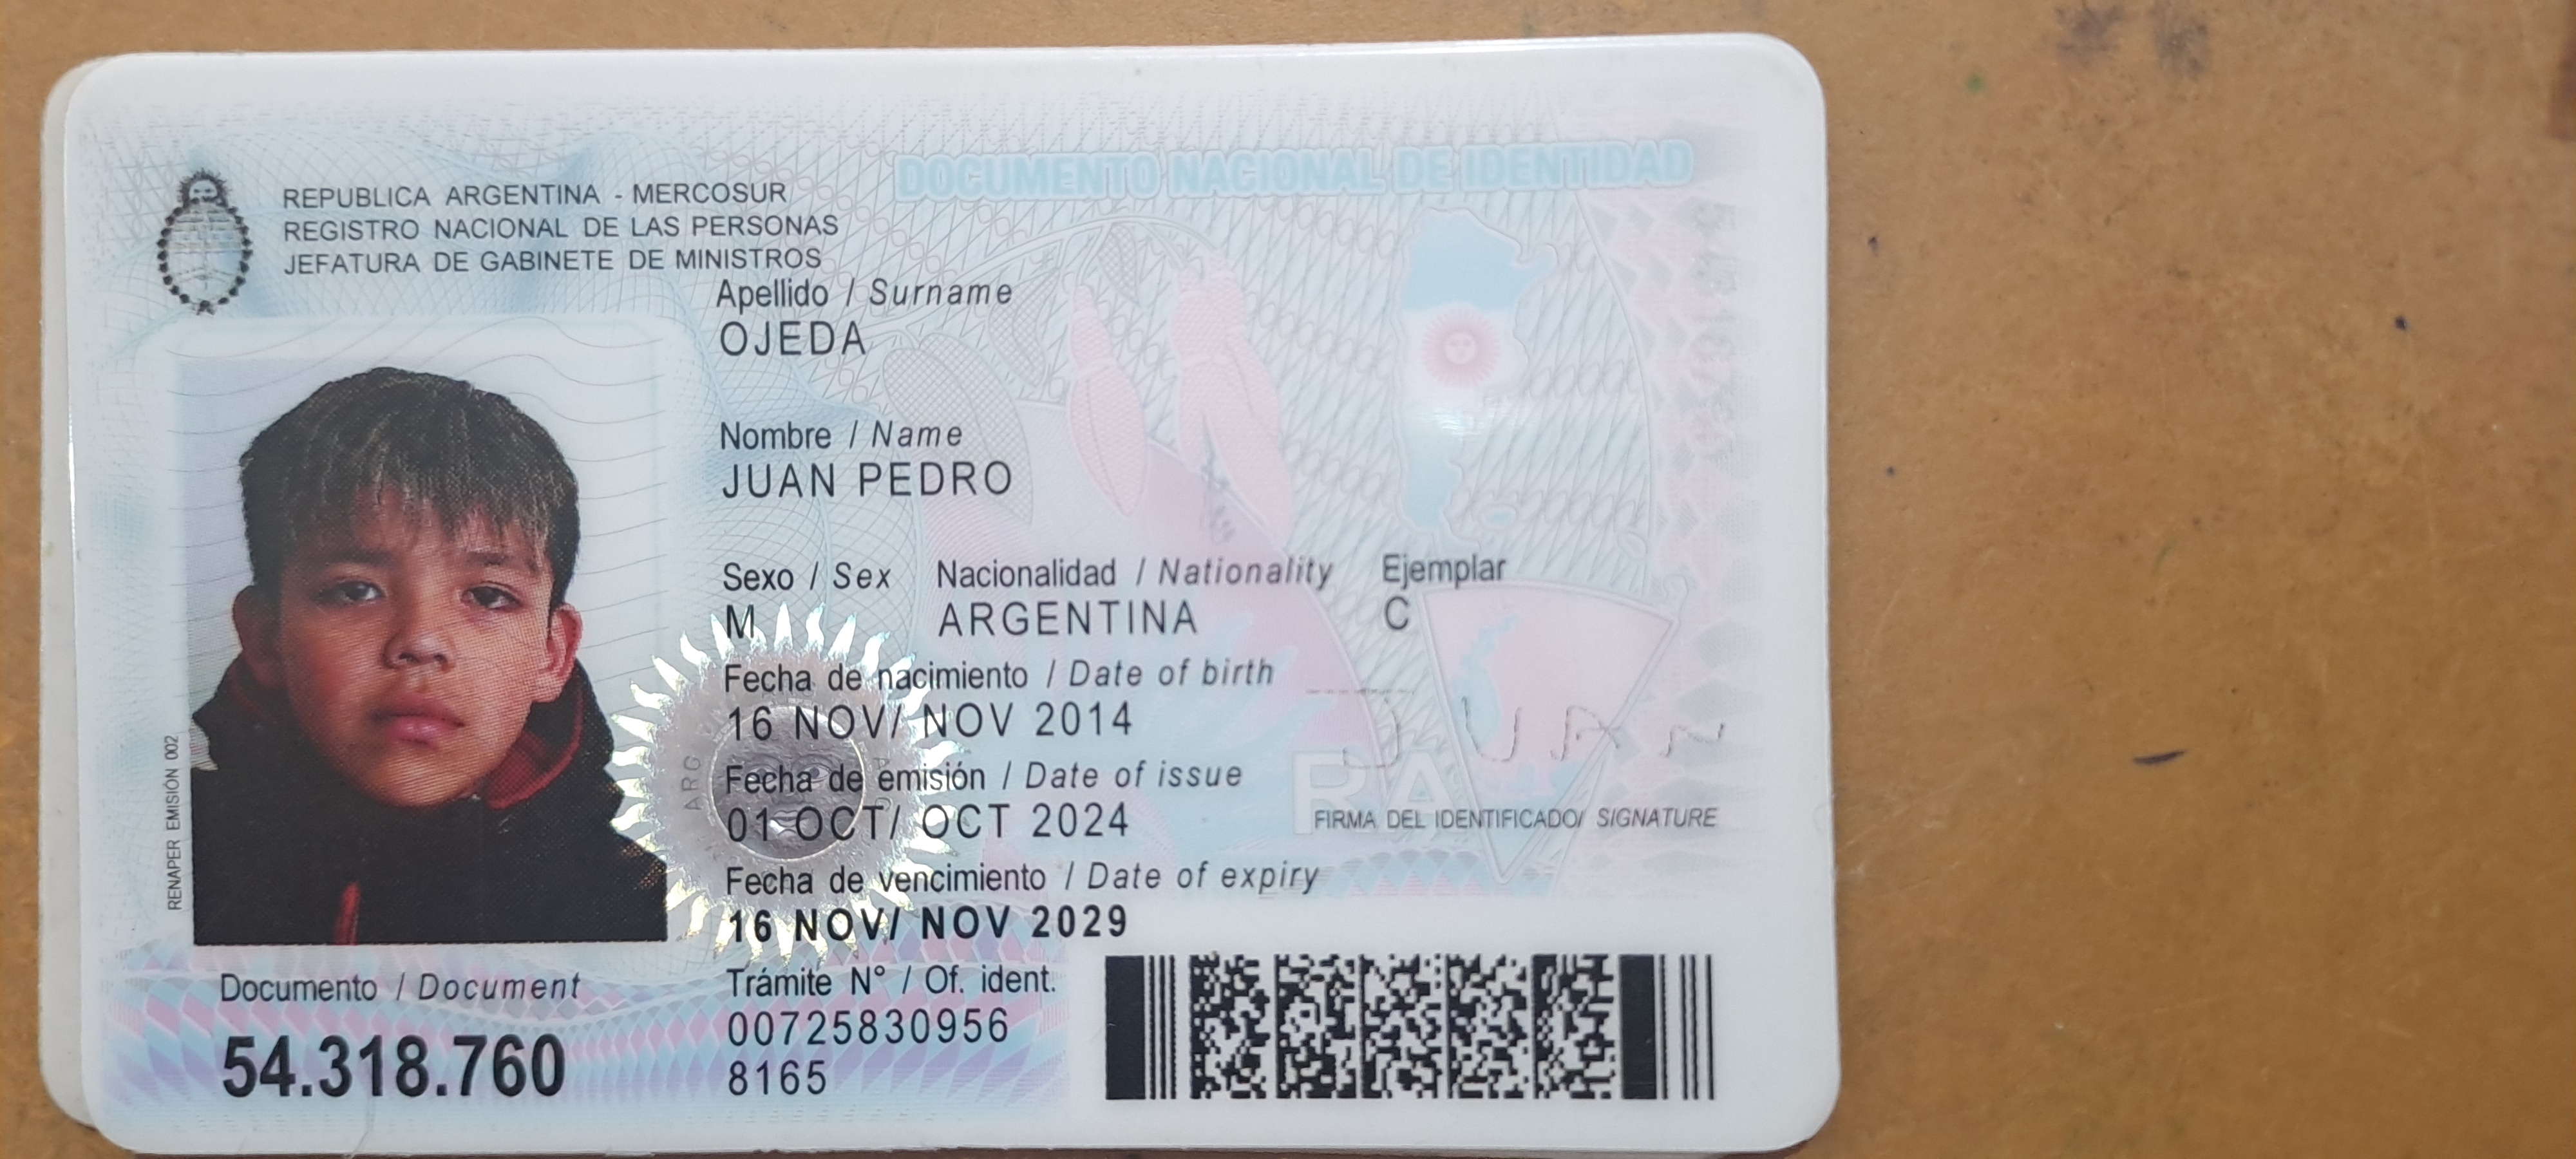 REPUBLICA ARGENTINA - MERCOSUR
REGISTRO NACIONAL DE LAS PERSONAS
JEFATURA DE GABINETE DE MINISTROS
DOCUMENTO NACIONAL DE IDENTIDAD
RENAPER EMISIÓN 002
Apellido / Surname
OJEDA
Nombre / Name
JUAN PEDRO
Sexo / Sex Nacionalidad / Nationality Ejemplar
M ARGENTINA C
Fecha de nacimiento / Date of birth
16 NOV/ NOV 2014
Fecha de emisión / Date of issue
01 OCT/ OCT 2024
Fecha de vencimiento / Date of expiry
16 NOV/ NOV 2029
ARG
JUAN
FIRMA DEL IDENTIFICADO/ SIGNATURE
Documento / Document
54.318.760
Trámite N° / Of. ident.
00725830956
8165